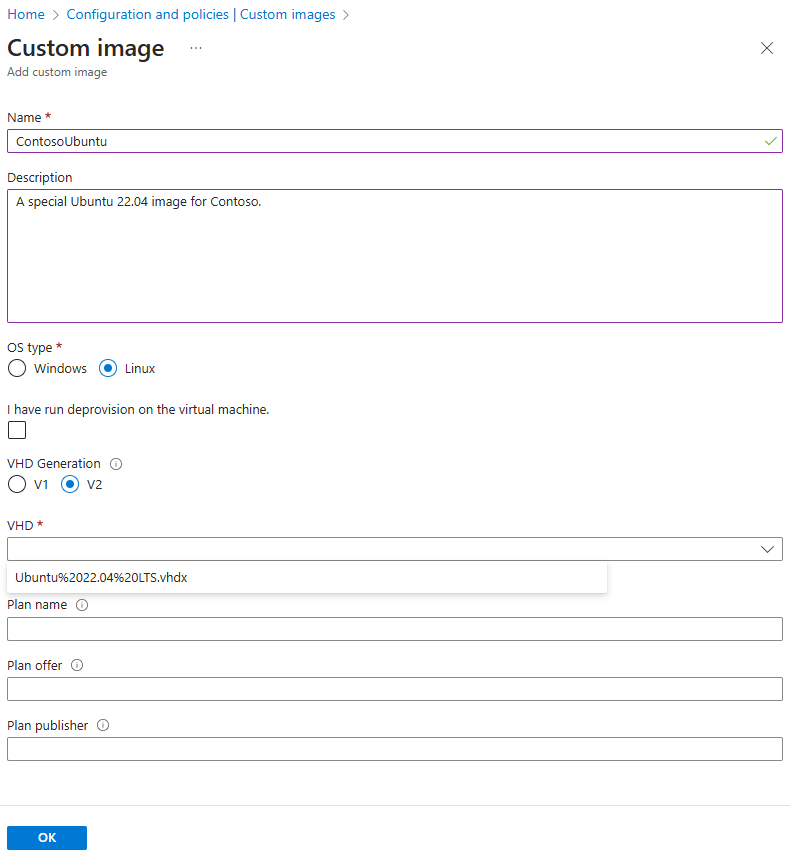 Home > Configuration and policies | Custom images >
Custom image ...
Add custom image
Name *
ContosoUbuntu
Description
A special Ubuntu 22.04 image for Contoso.
OS type *
Windows Linux
I have run deprovision on the virtual machine.
VHD Generation
V1 V2
VHD *
Ubuntu%2022.04%20LTS.vhdx
Plan name
Plan offer
Plan publisher
OK